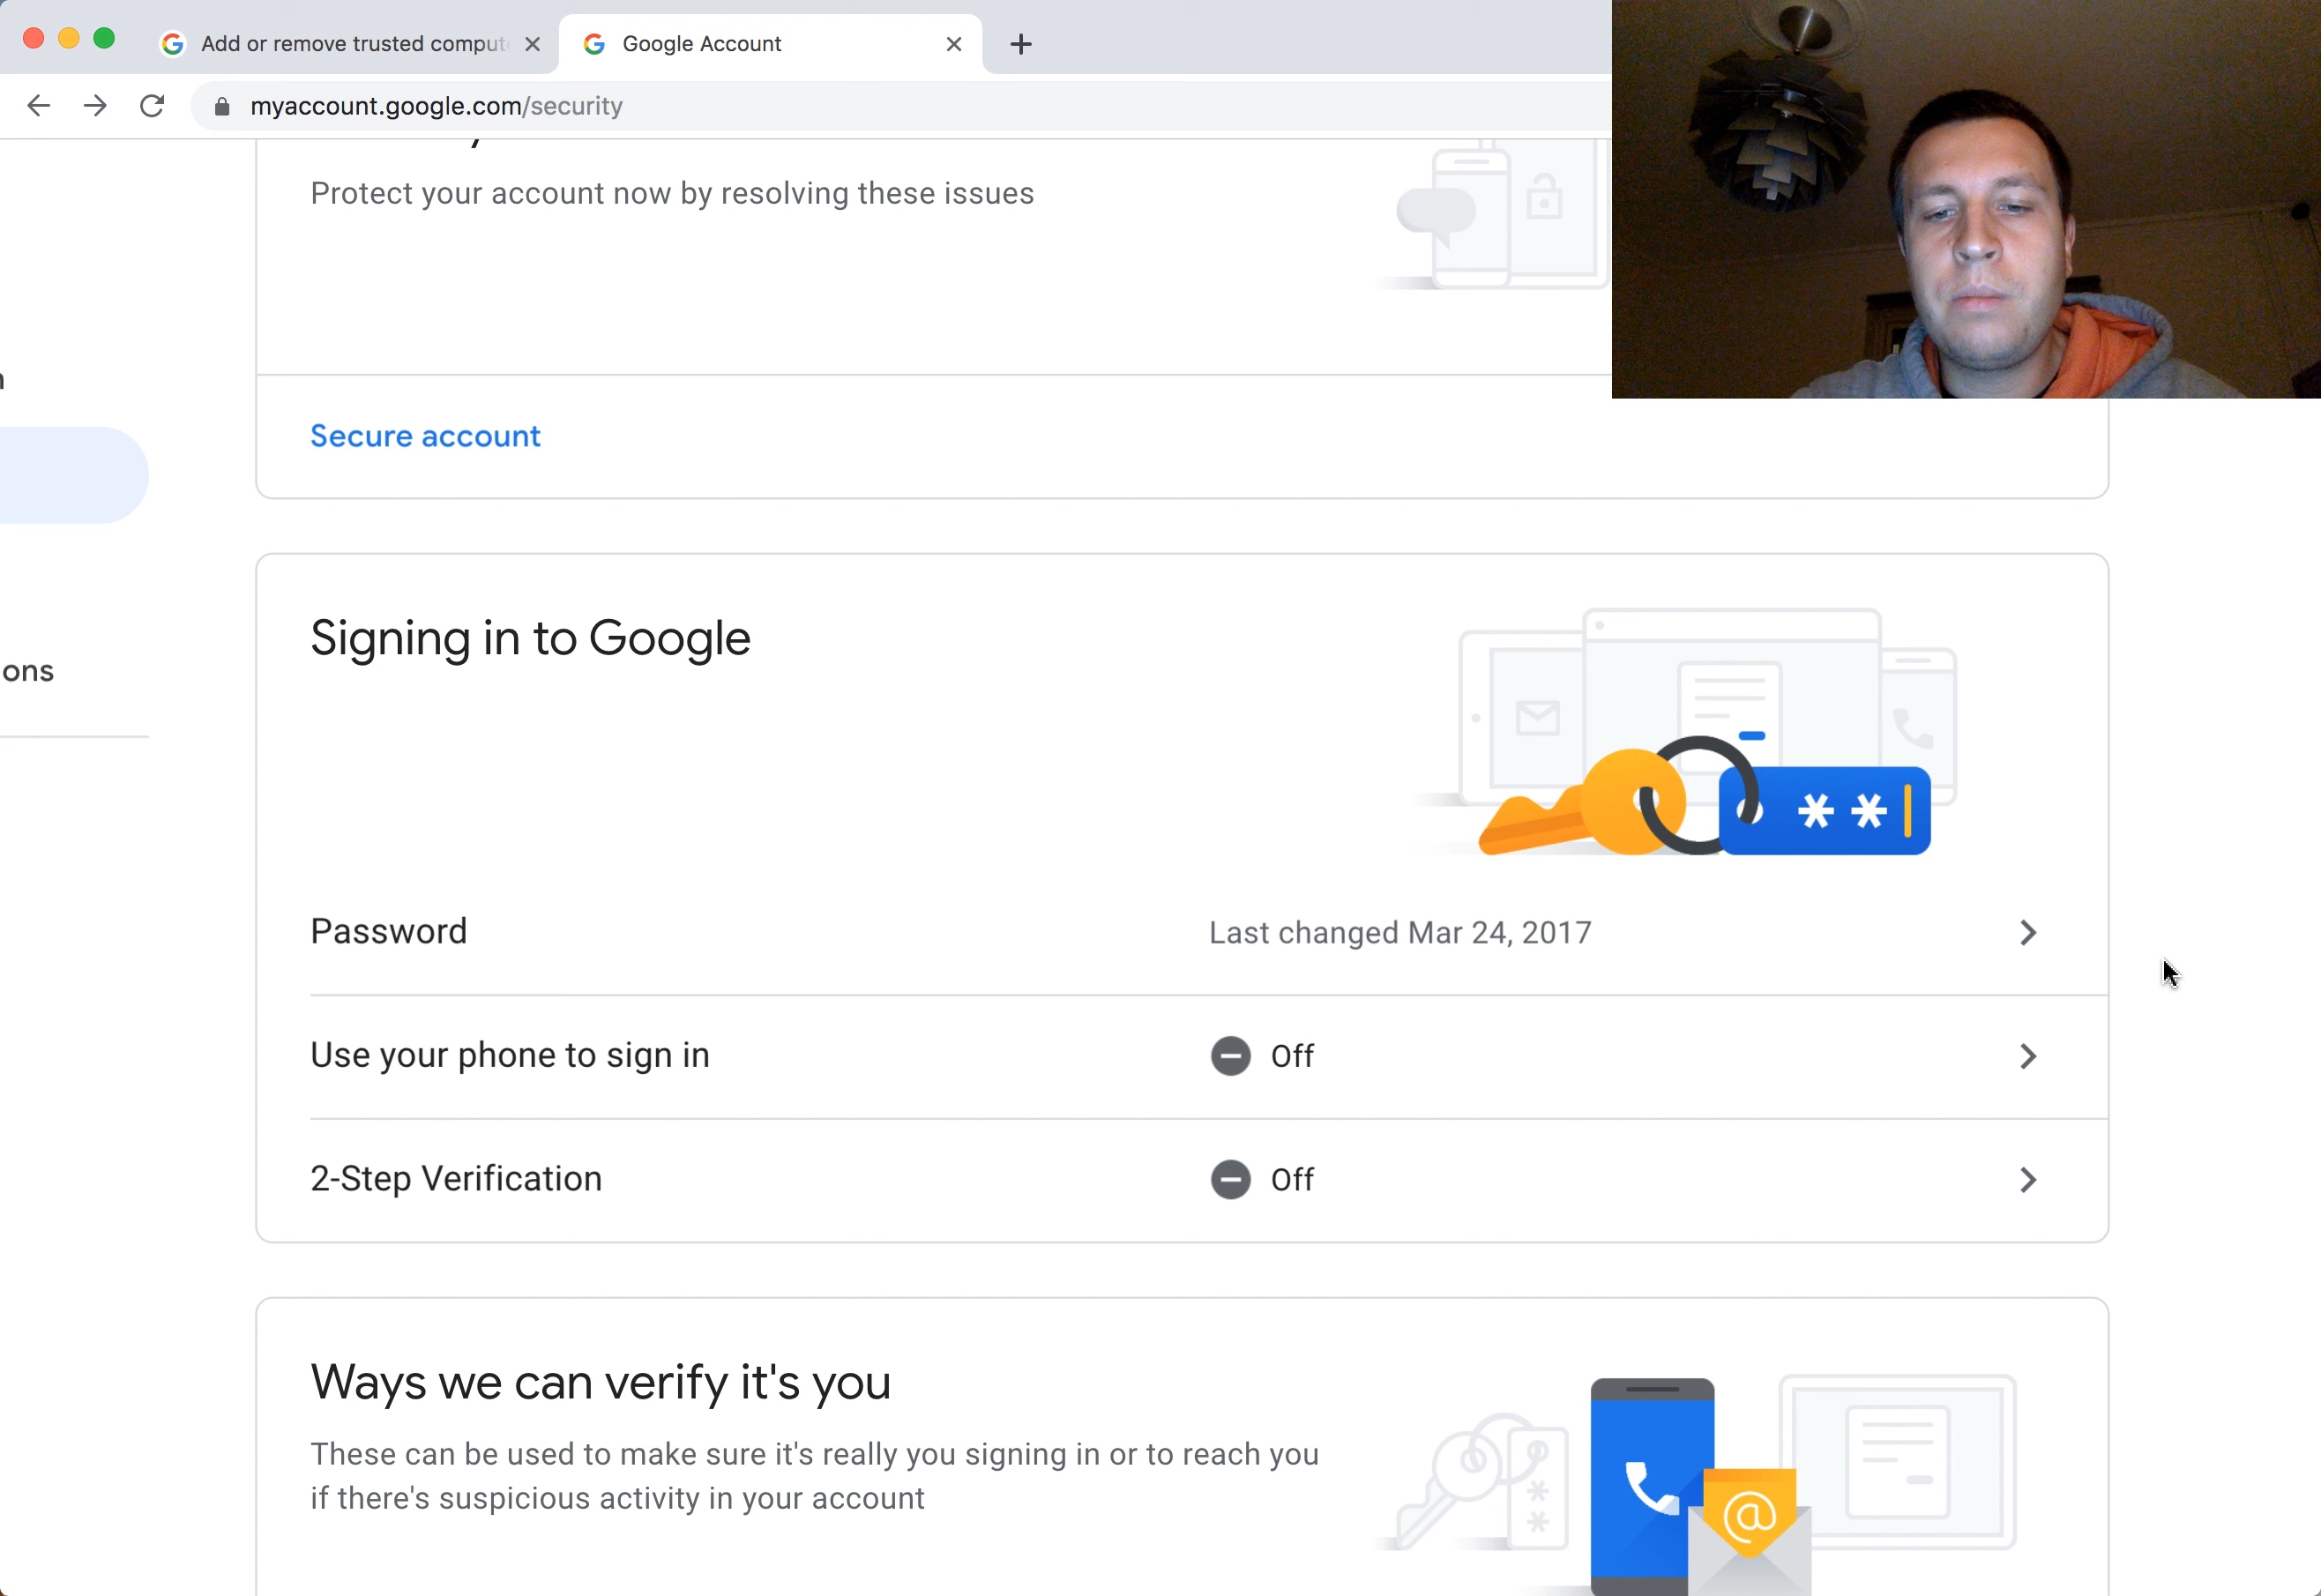 Add or remove trusted comput
Google Account
myaccount.google.com/security
Protect your account now by resolving these issues
Secure account
ons
Signing in to Google
Password
Last changed Mar 24, 2017
Use your phone to sign in
Off
2-Step Verification
Off
Ways we can verify it's you
These can be used to make sure it's really you signing in or to reach you
if there's suspicious activity in your account